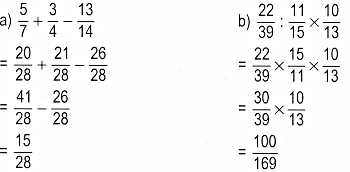 a) 5/7 + 3/4 − 13/14
= 20/28 + 21/28 − 26/28
= 41/28 − 26/28
= 15/28
b) 22/39 : 11/15 × 10/13
= 22/39 × 15/11 × 10/13
= 30/39 × 10/13
= 100/169